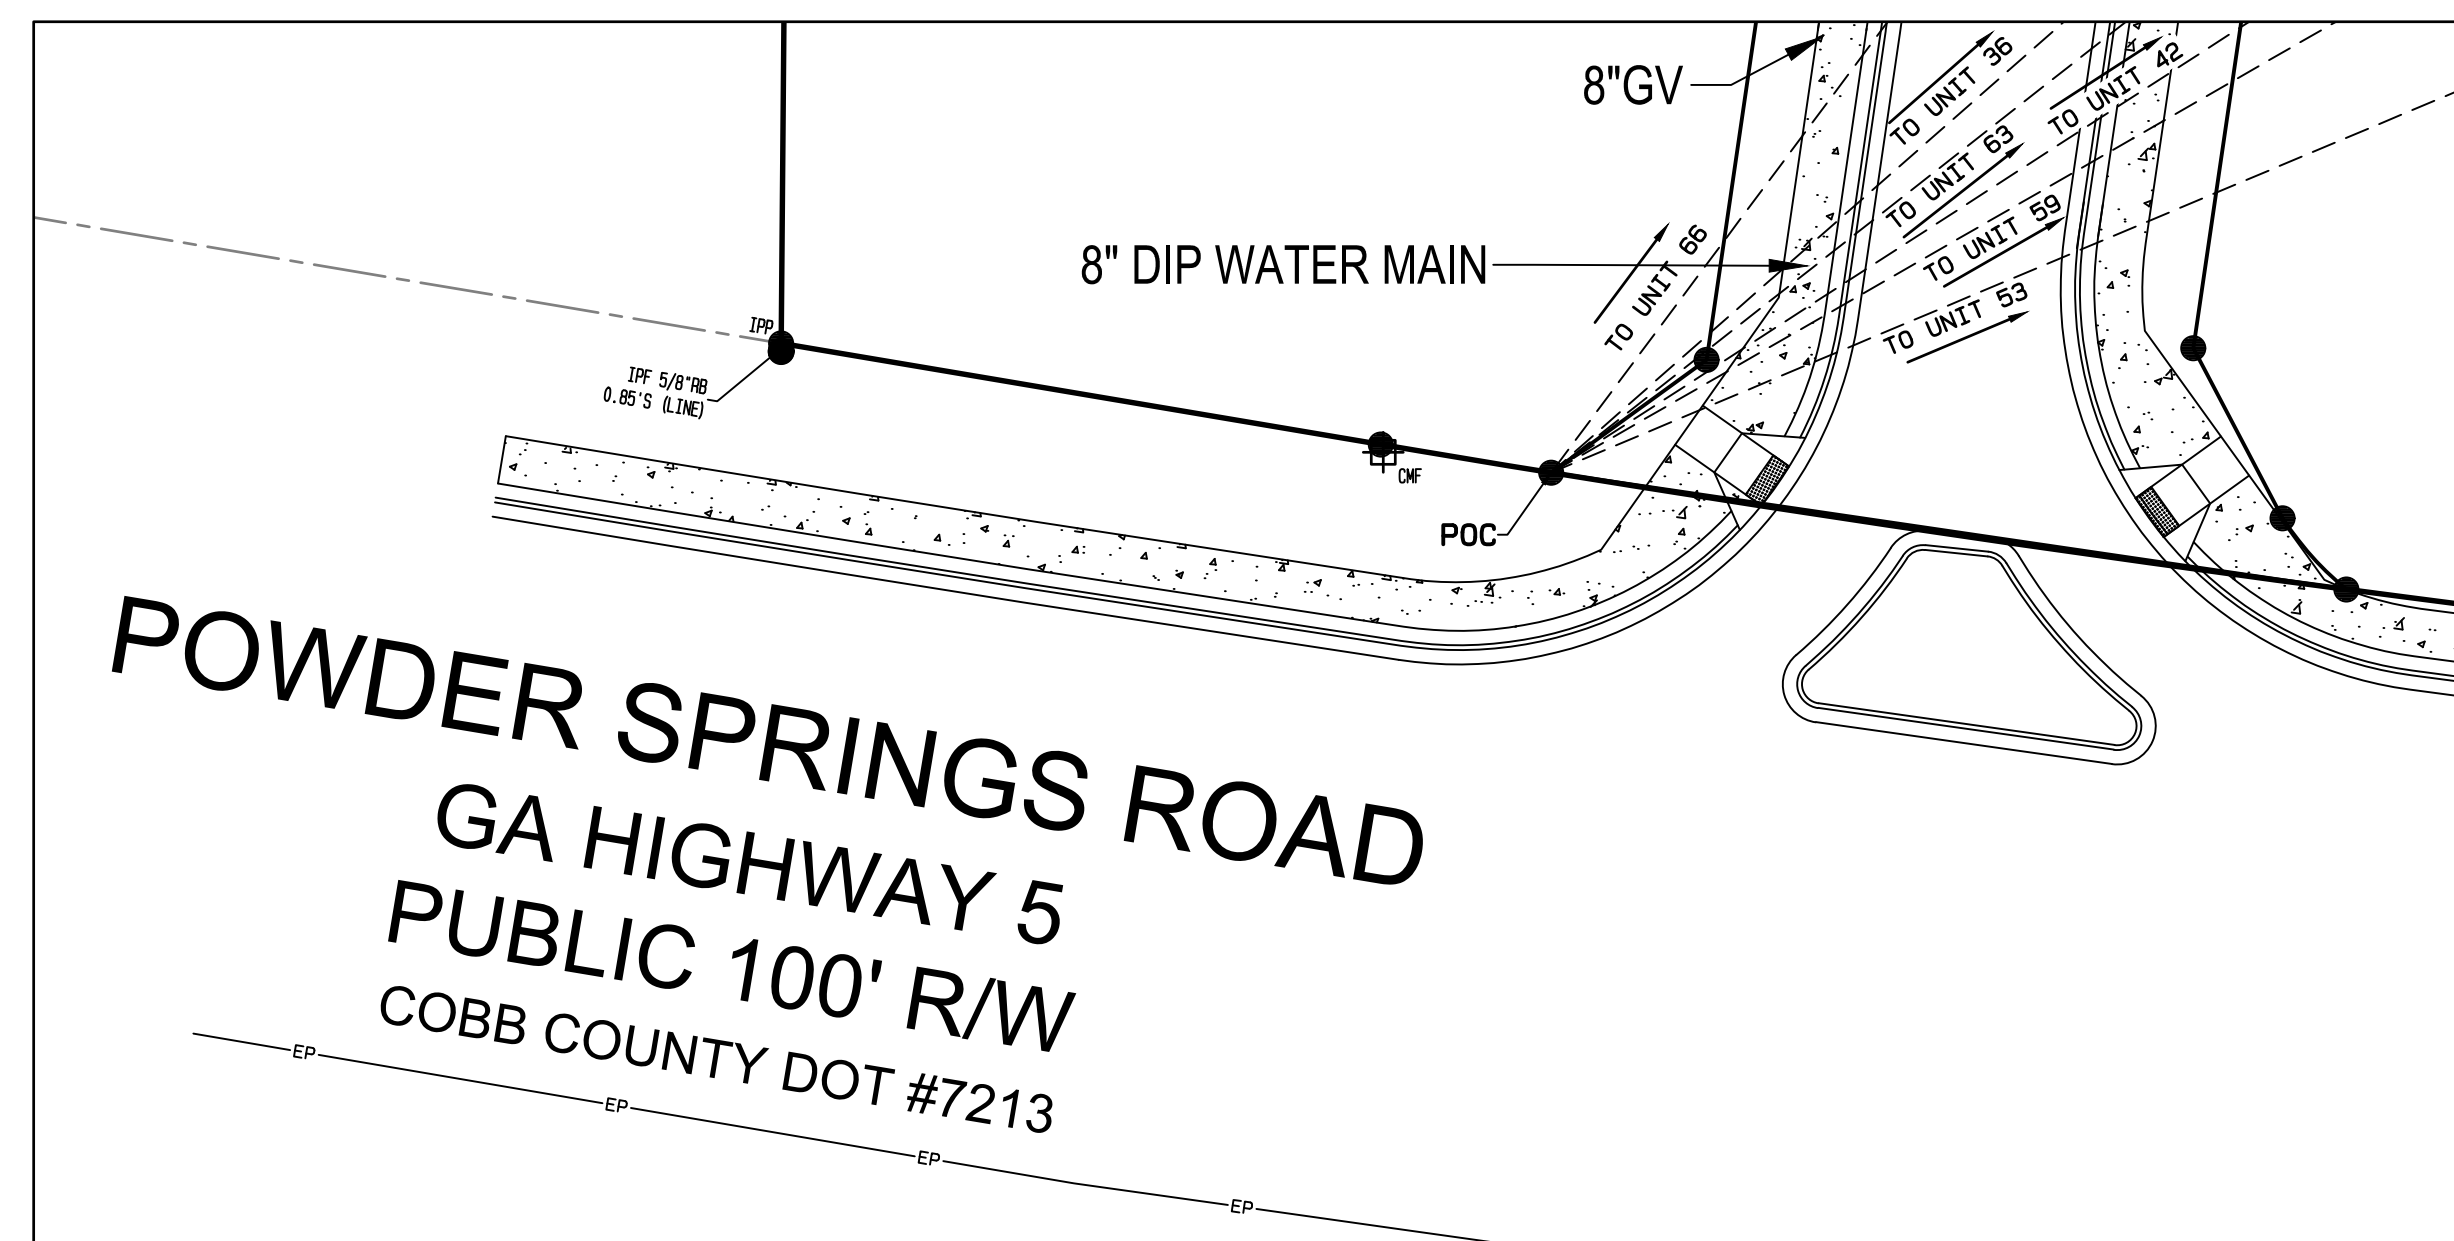 8"GV
TO UNIT 36
TO UNIT 42
TO UNIT 63
TO UNIT 59
TO UNIT 66
TO UNIT 53
8" DIP WATER MAIN
IPP
IPF 5/8"RB
0.85'S (LINE)
CMF
POC
POWDER SPRINGS ROAD
GA HIGHWAY 5
PUBLIC 100' R/W
COBB COUNTY DOT #7213
EP
EP
EP
EP